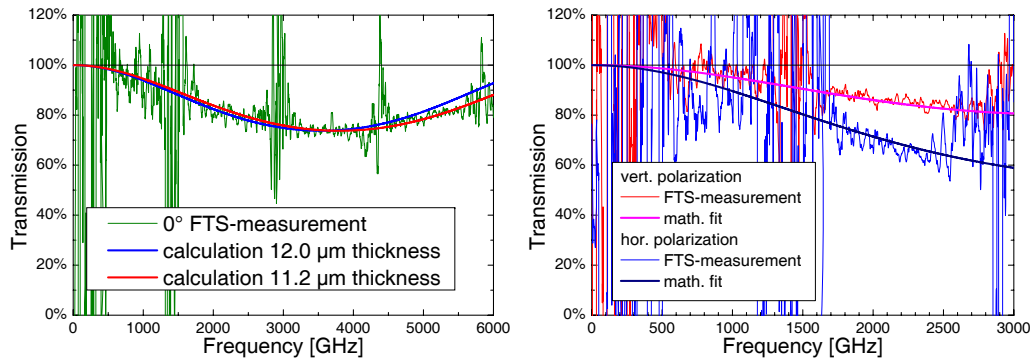 120%
100%
80%
60%
40%
20%
0%
Transmission
0° FTS-measurement
calculation 12.0 µm thickness
calculation 11.2 µm thickness
0 1000 2000 3000 4000 5000 6000
Frequency [GHz]
120%
100%
80%
60%
40%
20%
0%
Transmission
vert. polarization
FTS-measurement
math. fit
hor. polarization
FTS-measurement
math. fit
0 500 1000 1500 2000 2500 3000
Frequency [GHz]